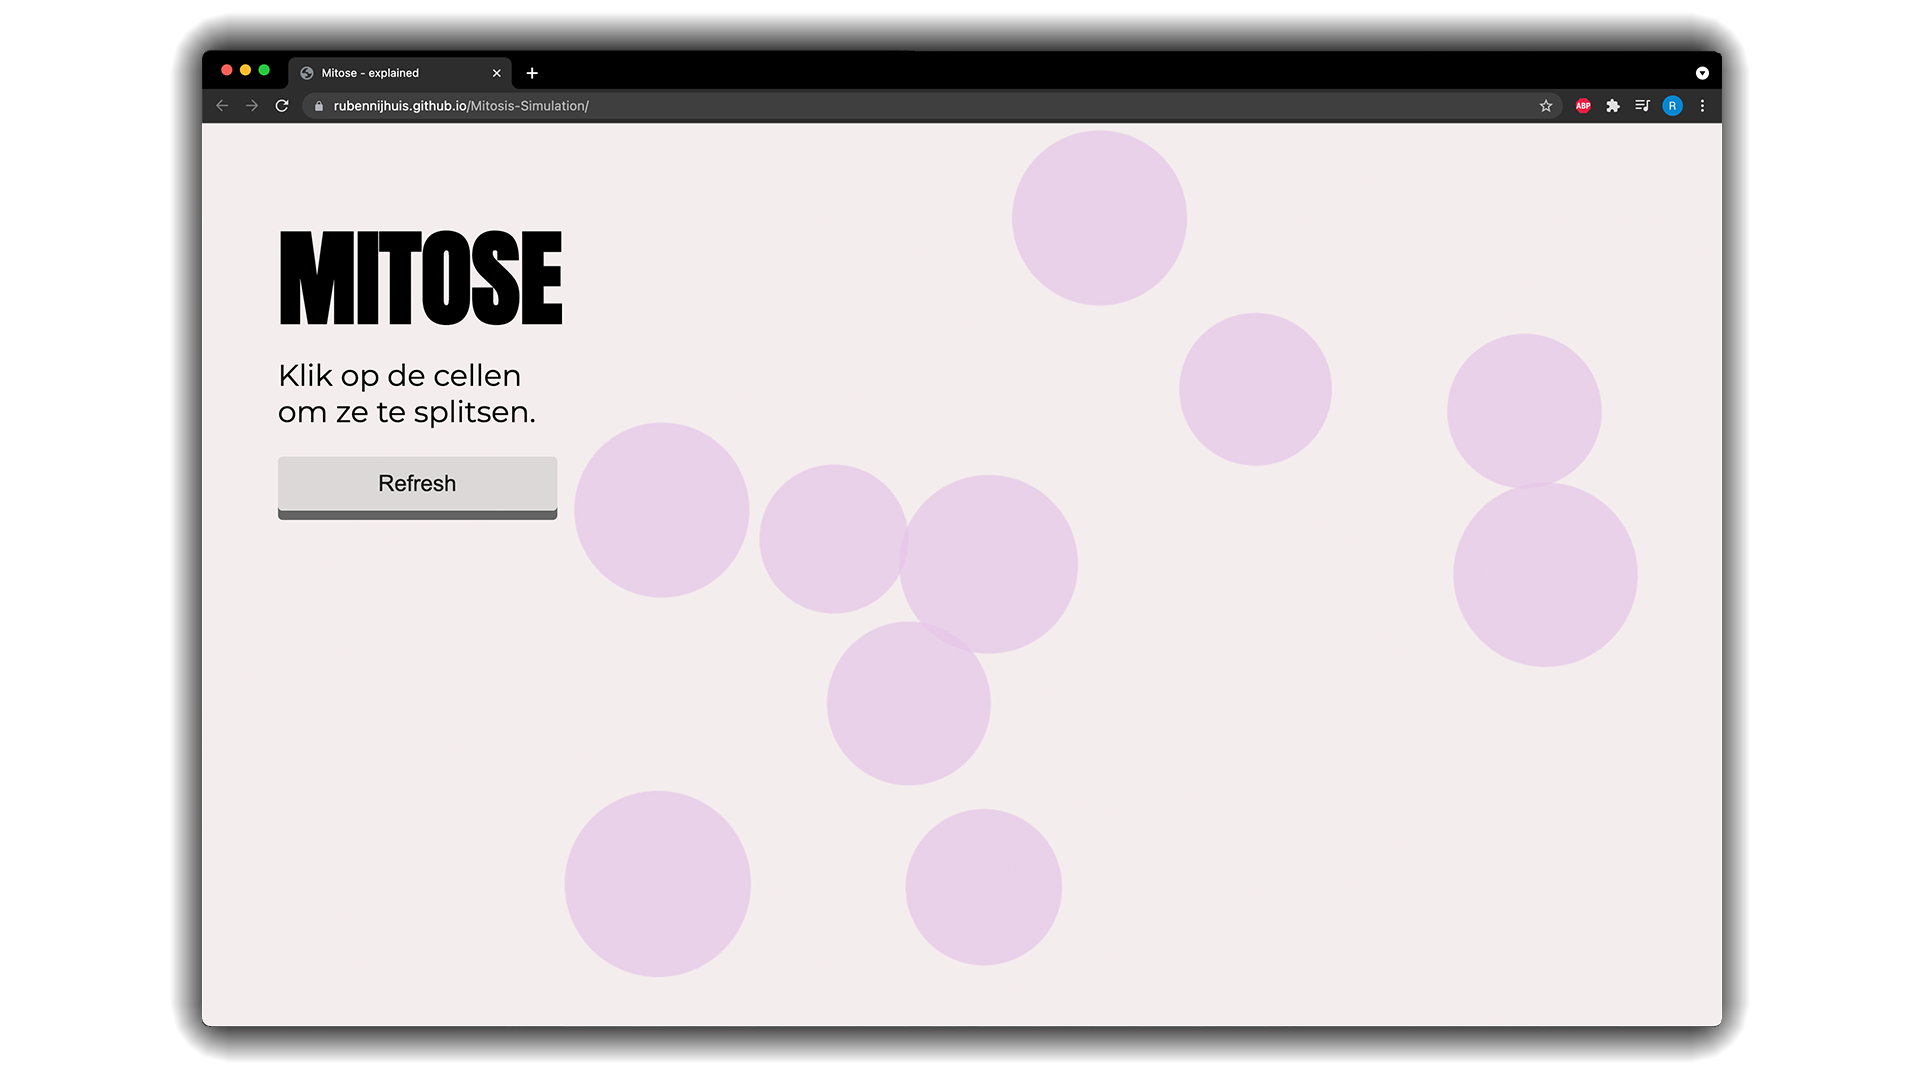 Mitose - explained
rubennijhuis.github.io/Mitosis-Simulation/
ABP
R
MITOSE
Klik op de cellen
om ze te splitsen.
Refresh